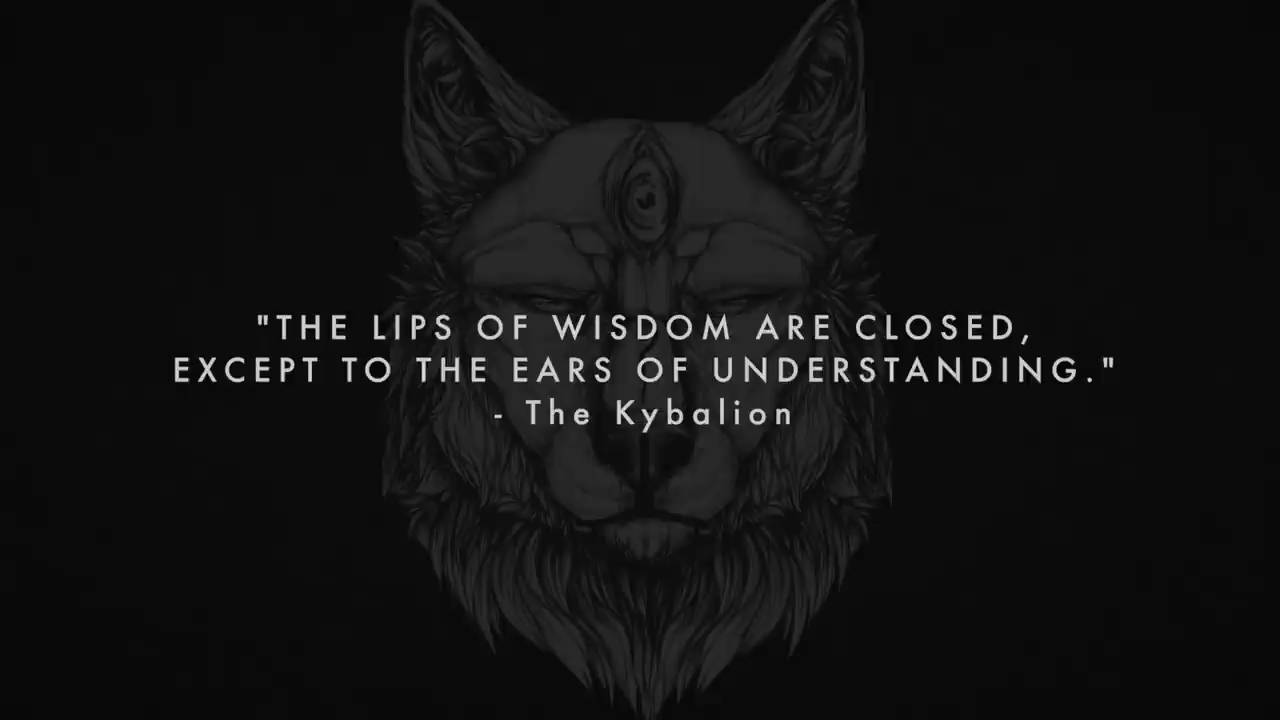 "THE LIPS OF WISDOM ARE CLOSED,
EXCEPT TO THE EARS OF UNDERSTANDING."
- The Kybalion